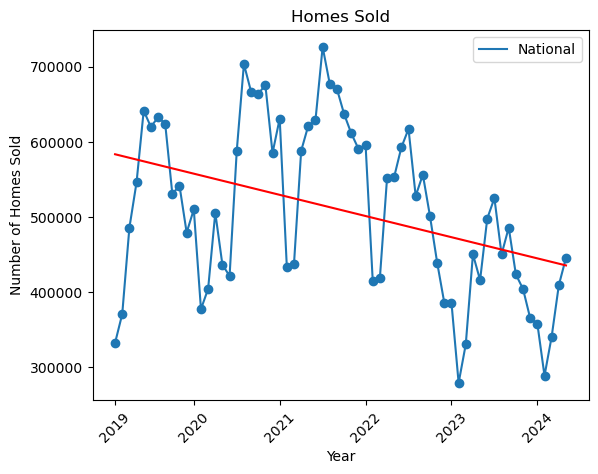 Homes Sold
National
Number of Homes Sold
700000
600000
500000
400000
300000
2019
2020
2021
2022
2023
2024
Year